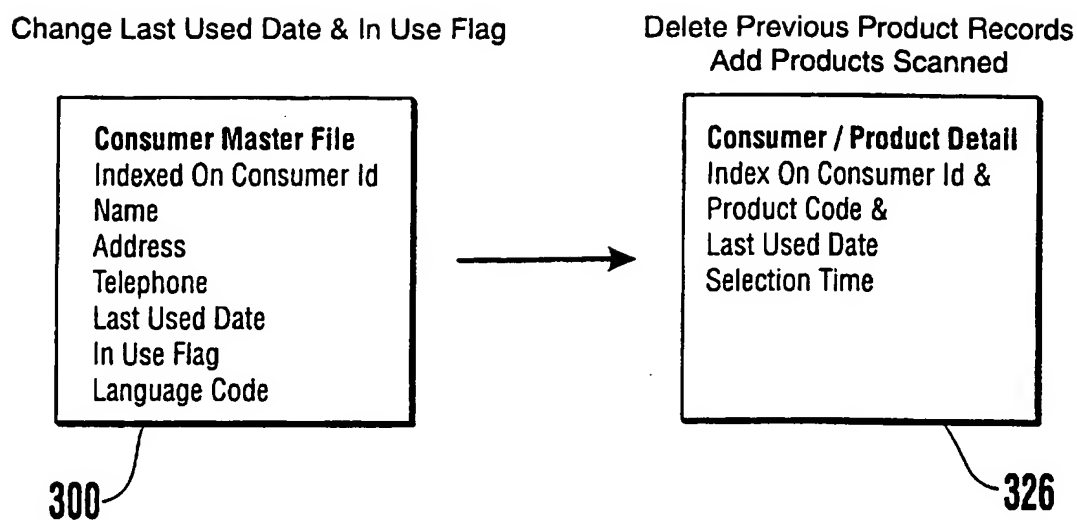 Change Last Used Date & In Use Flag
Delete Previous Product Records
Add Products Scanned
Consumer Master File
Indexed On Consumer Id
Name
Address
Telephone
Last Used Date
In Use Flag
Language Code
Consumer / Product Detail
Index On Consumer Id &
Product Code &
Last Used Date
Selection Time
300
326